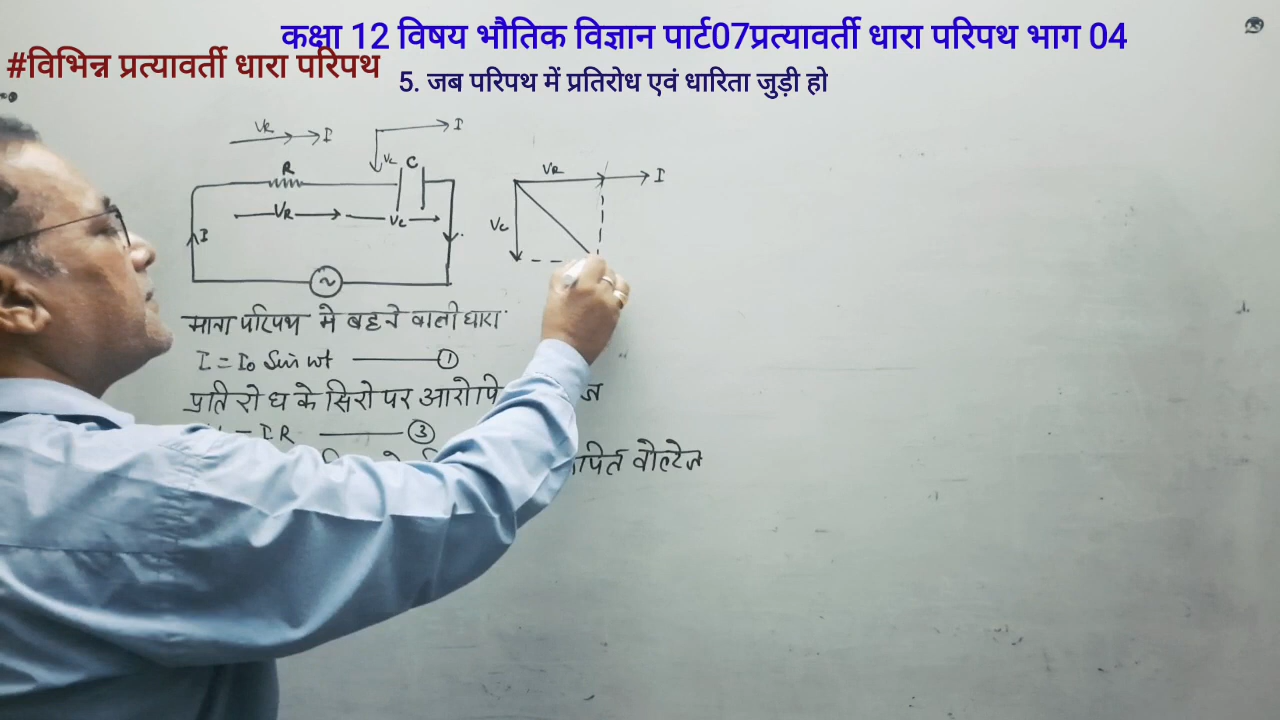 कक्षा 12 विषय भौतिक विज्ञान पार्ट07प्रत्यावर्ती धारा परिपथ भाग 04
#विभिन्न प्रत्यावर्ती धारा परिपथ
5. जब परिपथ में प्रतिरोध एवं धारिता जुड़ी हो
VR I
I
VC
R C
VR VC
I
VR I
VC
~
माना परिपथ मे बहने वाली धारा
I = I0 Sin wt ——— 1
प्रतिरोध के सिरो पर आरोपि
= I R ——— 3
वोल्टेज